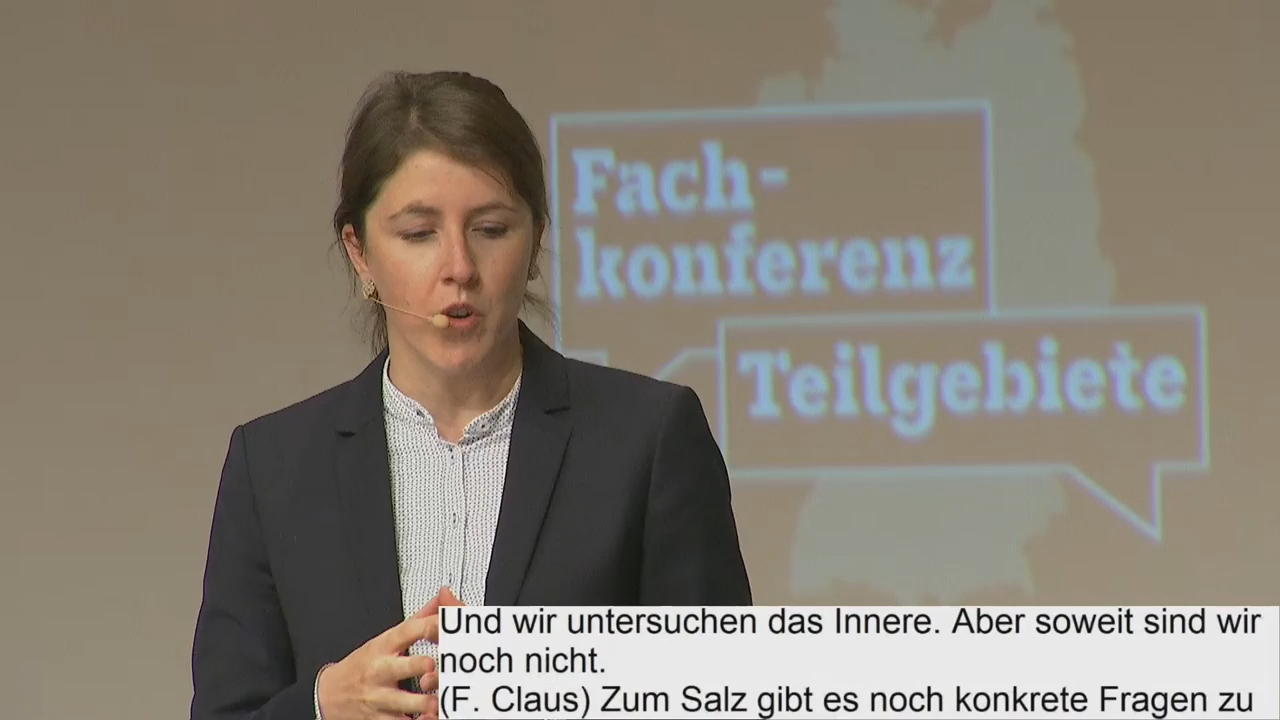 Fach-
konferenz
Teilgebiete
Und wir untersuchen das Innere. Aber soweit sind wir
noch nicht.
(F. Claus) Zum Salz gibt es noch konkrete Fragen zu